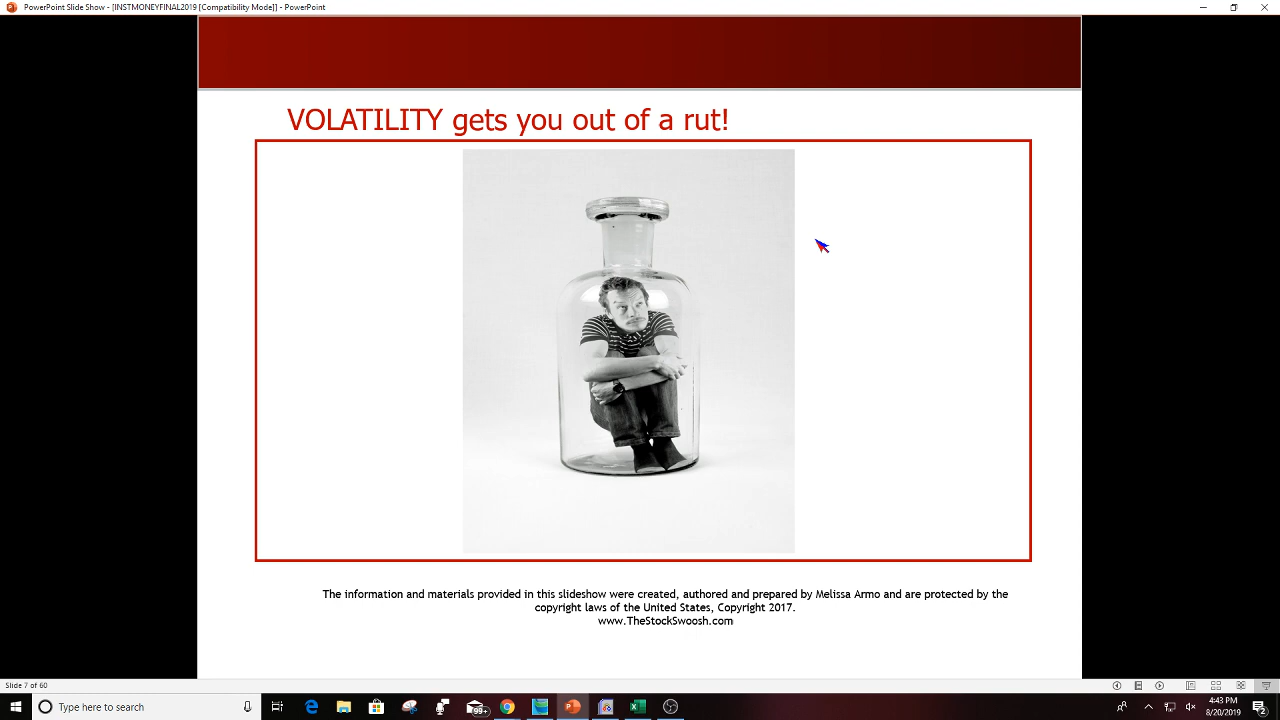 PowerPoint Slide Show - [INSTMONEYFINAL2019 [Compatibility Mode]] - PowerPoint
VOLATILITY gets you out of a rut!
The information and materials provided in this slideshow were created, authored and prepared by Melissa Armo and are protected by the
copyright laws of the United States, Copyright 2017.
www.TheStockSwoosh.com
Slide 7 of 60
Type here to search
99+
4:43 PM
8/20/2019
2